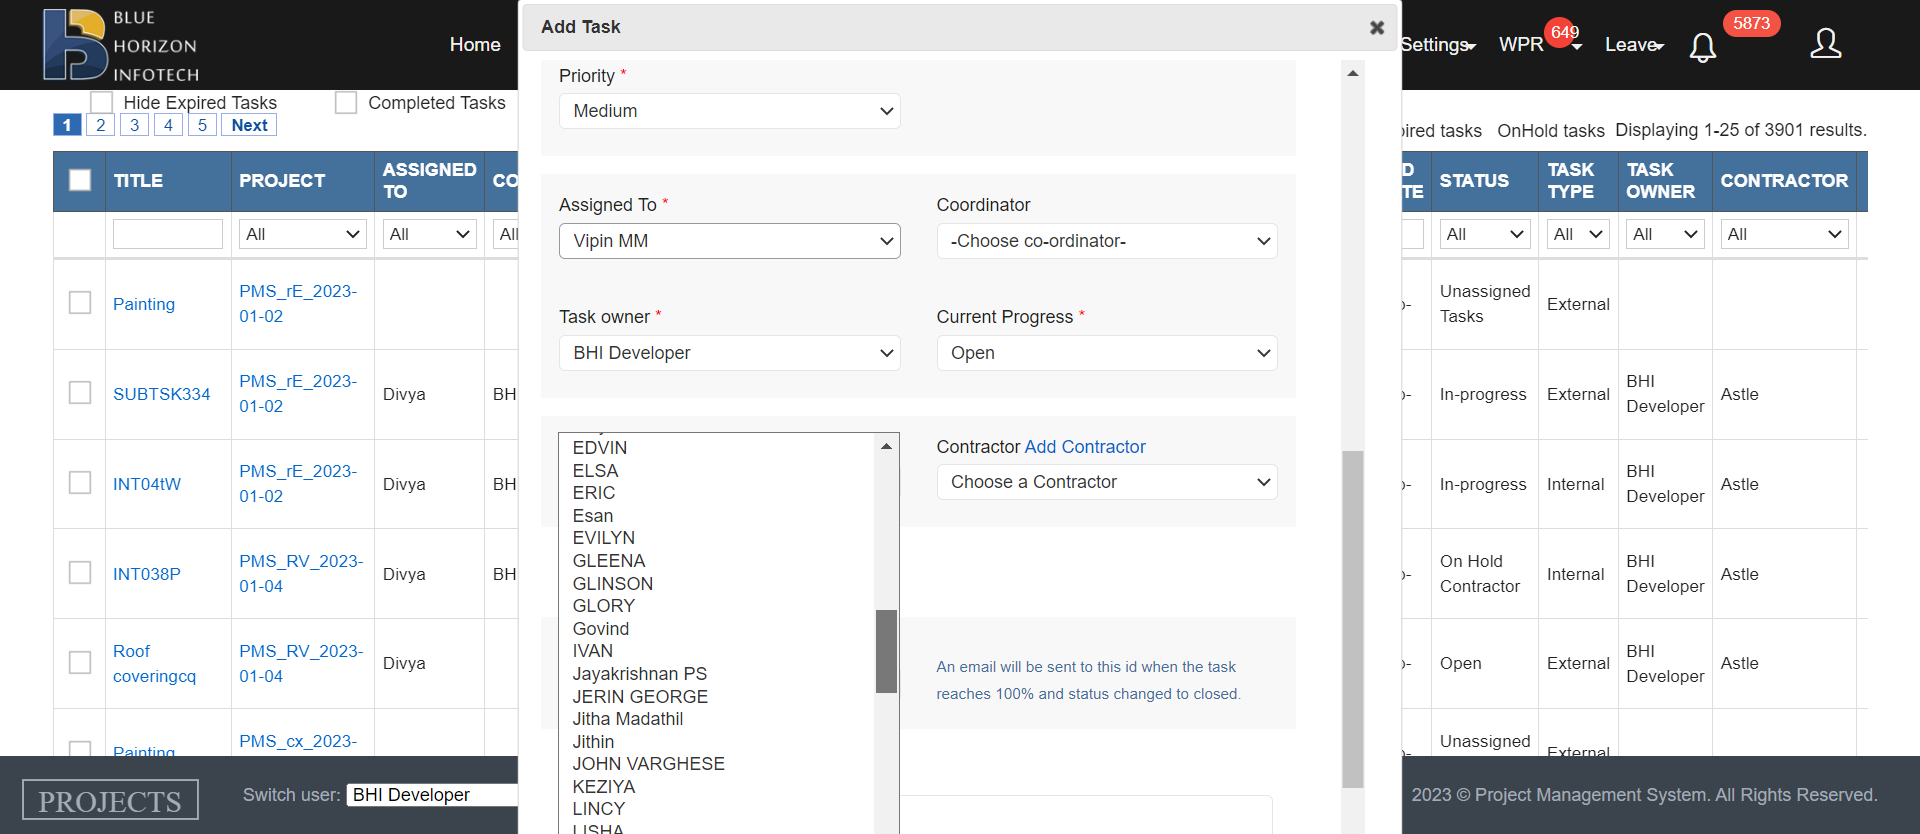 BLUE
HORIZON
INFOTECH
Home
Settings
WPR
649
Leave
5873
Hide Expired Tasks
Completed Tasks
1 2 3 4 5 Next
tasks OnHold tasks Displaying 1-25 of 3901 results.
TITLE PROJECT ASSIGNED TO STATUS TASK TYPE TASK OWNER CONTRACTOR
All All All All All All All
Painting PMS_rE_2023-01-02 Unassigned Tasks External
SUBTSK334 PMS_rE_2023-01-02 Divya BHI In-progress External BHI Developer Astle
INT04tW PMS_rE_2023-01-02 Divya BHI In-progress Internal BHI Developer Astle
INT038P PMS_RV_2023-01-04 Divya BHI On Hold Contractor Internal BHI Developer Astle
Roof coveringcq PMS_RV_2023-01-04 Divya Open External BHI Developer Astle
Painting PMS_cx_2023- Unassigned External
Add Task
Priority *
Medium
Assigned To *
Vipin MM
Coordinator
-Choose co-ordinator-
Task owner *
BHI Developer
Current Progress *
Open
EDVIN
ELSA
ERIC
Esan
EVILYN
GLEENA
GLINSON
GLORY
Govind
IVAN
Jayakrishnan PS
JERIN GEORGE
Jitha Madathil
Jithin
JOHN VARGHESE
KEZIYA
LINCY
LISHA
Contractor Add Contractor
Choose a Contractor
An email will be sent to this id when the task
reaches 100% and status changed to closed.
PROJECTS
Switch user: BHI Developer
2023 © Project Management System. All Rights Reserved.